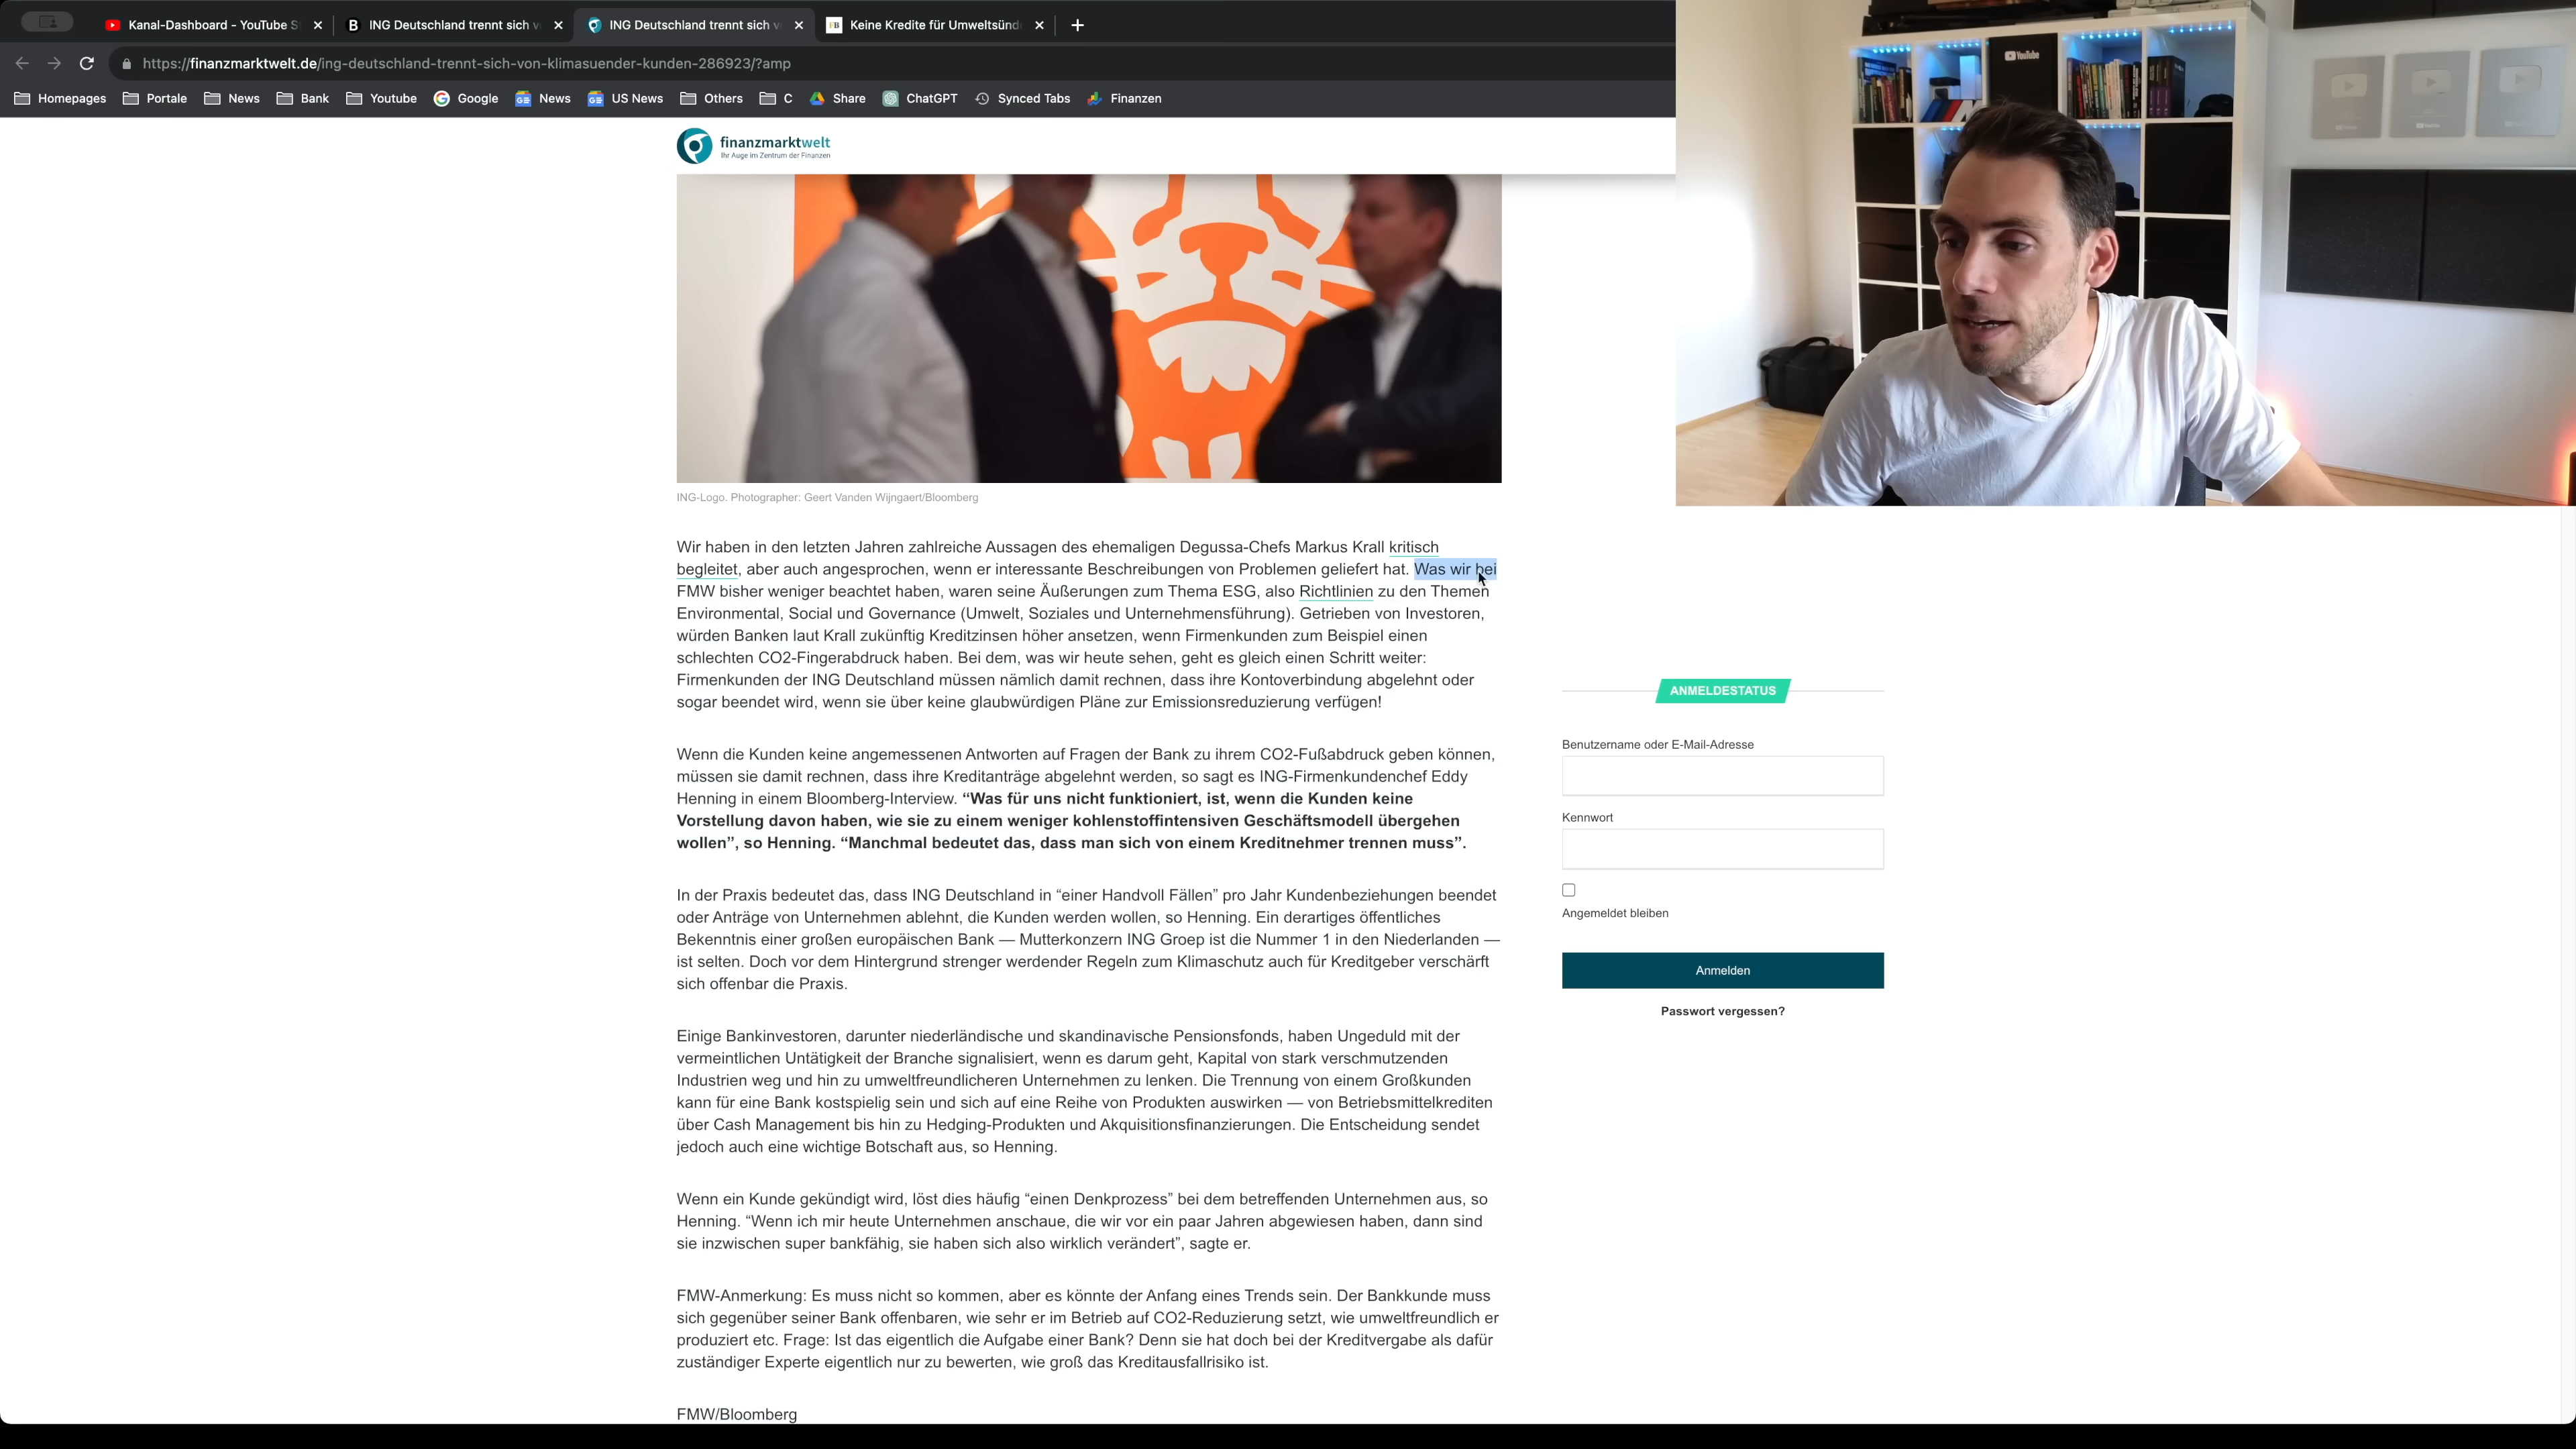 Kanal-Dashboard - YouTube S
ING Deutschland trennt sich v
ING Deutschland trennt sich v
Keine Kredite für Umweltsünd
https://finanzmarktwelt.de/ing-deutschland-trennt-sich-von-klimasuender-kunden-286923/?amp
Homepages Portale News Bank Youtube Google News US News Others C Share ChatGPT Synced Tabs Finanzen
YouTube
finanzmarktwelt
Ihr Auge im Zentrum der Finanzen
ING-Logo. Photographer: Geert Vanden Wijngaert/Bloomberg
Wir haben in den letzten Jahren zahlreiche Aussagen des ehemaligen Degussa-Chefs Markus Krall kritisch
begleitet, aber auch angesprochen, wenn er interessante Beschreibungen von Problemen geliefert hat. Was wir bei
FMW bisher weniger beachtet haben, waren seine Äußerungen zum Thema ESG, also Richtlinien zu den Themen
Environmental, Social und Governance (Umwelt, Soziales und Unternehmensführung). Getrieben von Investoren,
würden Banken laut Krall zukünftig Kreditzinsen höher ansetzen, wenn Firmenkunden zum Beispiel einen
schlechten CO2-Fingerabdruck haben. Bei dem, was wir heute sehen, geht es gleich einen Schritt weiter:
Firmenkunden der ING Deutschland müssen nämlich damit rechnen, dass ihre Kontoverbindung abgelehnt oder
sogar beendet wird, wenn sie über keine glaubwürdigen Pläne zur Emissionsreduzierung verfügen!
Wenn die Kunden keine angemessenen Antworten auf Fragen der Bank zu ihrem CO2-Fußabdruck geben können,
müssen sie damit rechnen, dass ihre Kreditanträge abgelehnt werden, so sagt es ING-Firmenkundenchef Eddy
Henning in einem Bloomberg-Interview. “Was für uns nicht funktioniert, ist, wenn die Kunden keine
Vorstellung davon haben, wie sie zu einem weniger kohlenstoffintensiven Geschäftsmodell übergehen
wollen”, so Henning. “Manchmal bedeutet das, dass man sich von einem Kreditnehmer trennen muss”.
In der Praxis bedeutet das, dass ING Deutschland in “einer Handvoll Fällen” pro Jahr Kundenbeziehungen beendet
oder Anträge von Unternehmen ablehnt, die Kunden werden wollen, so Henning. Ein derartiges öffentliches
Bekenntnis einer großen europäischen Bank — Mutterkonzern ING Groep ist die Nummer 1 in den Niederlanden —
ist selten. Doch vor dem Hintergrund strenger werdender Regeln zum Klimaschutz auch für Kreditgeber verschärft
sich offenbar die Praxis.
Einige Bankinvestoren, darunter niederländische und skandinavische Pensionsfonds, haben Ungeduld mit der
vermeintlichen Untätigkeit der Branche signalisiert, wenn es darum geht, Kapital von stark verschmutzenden
Industrien weg und hin zu umweltfreundlicheren Unternehmen zu lenken. Die Trennung von einem Großkunden
kann für eine Bank kostspielig sein und sich auf eine Reihe von Produkten auswirken — von Betriebsmittelkrediten
über Cash Management bis hin zu Hedging-Produkten und Akquisitionsfinanzierungen. Die Entscheidung sendet
jedoch auch eine wichtige Botschaft aus, so Henning.
Wenn ein Kunde gekündigt wird, löst dies häufig “einen Denkprozess” bei dem betreffenden Unternehmen aus, so
Henning. “Wenn ich mir heute Unternehmen anschaue, die wir vor ein paar Jahren abgewiesen haben, dann sind
sie inzwischen super bankfähig, sie haben sich also wirklich verändert”, sagte er.
FMW-Anmerkung: Es muss nicht so kommen, aber es könnte der Anfang eines Trends sein. Der Bankkunde muss
sich gegenüber seiner Bank offenbaren, wie sehr er im Betrieb auf CO2-Reduzierung setzt, wie umweltfreundlich er
produziert etc. Frage: Ist das eigentlich die Aufgabe einer Bank? Denn sie hat doch bei der Kreditvergabe als dafür
zuständiger Experte eigentlich nur zu bewerten, wie groß das Kreditausfallrisiko ist.
FMW/Bloomberg
ANMELDESTATUS
Benutzername oder E-Mail-Adresse
Kennwort
Angemeldet bleiben
Anmelden
Passwort vergessen?